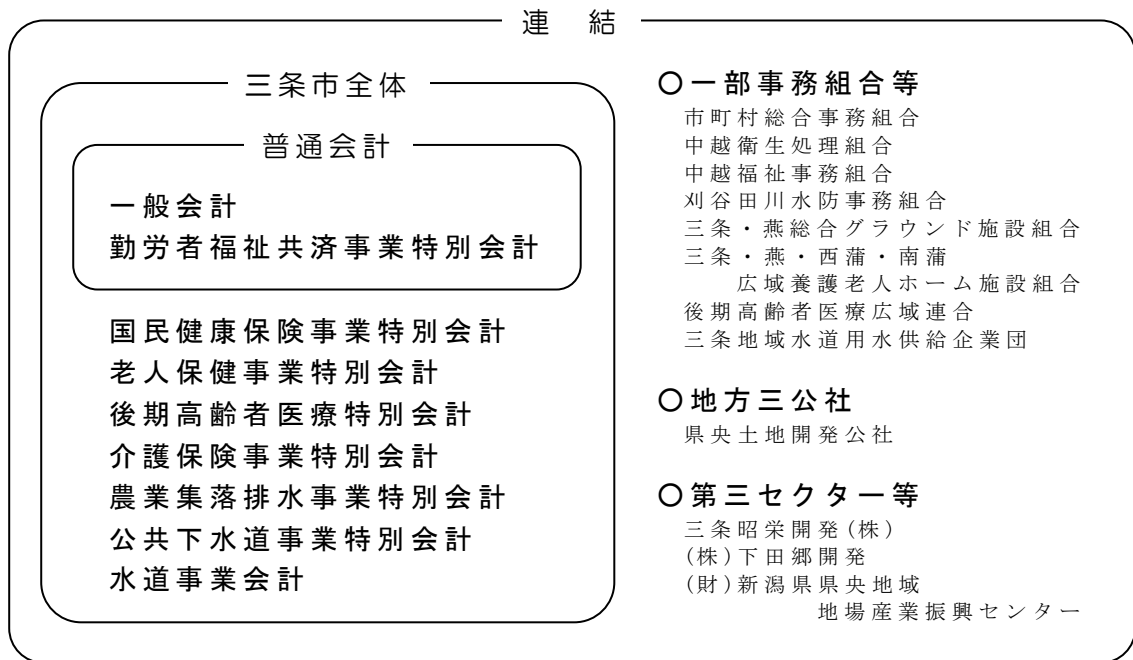 連　結
三条市全体
普通会計
一般会計
勤労者福祉共済事業特別会計
国民健康保険事業特別会計
老人保健事業特別会計
後期高齢者医療特別会計
介護保険事業特別会計
農業集落排水事業特別会計
公共下水道事業特別会計
水道事業会計
○一部事務組合等
市町村総合事務組合
中越衛生処理組合
中越福祉事務組合
刈谷田川水防事務組合
三条・燕総合グラウンド施設組合
三条・燕・西蒲・南蒲
広域養護老人ホーム施設組合
後期高齢者医療広域連合
三条地域水道用水供給企業団
○地方三公社
県央土地開発公社
○第三セクター等
三条昭栄開発(株)
(株)下田郷開発
(財)新潟県県央地域
地場産業振興センター